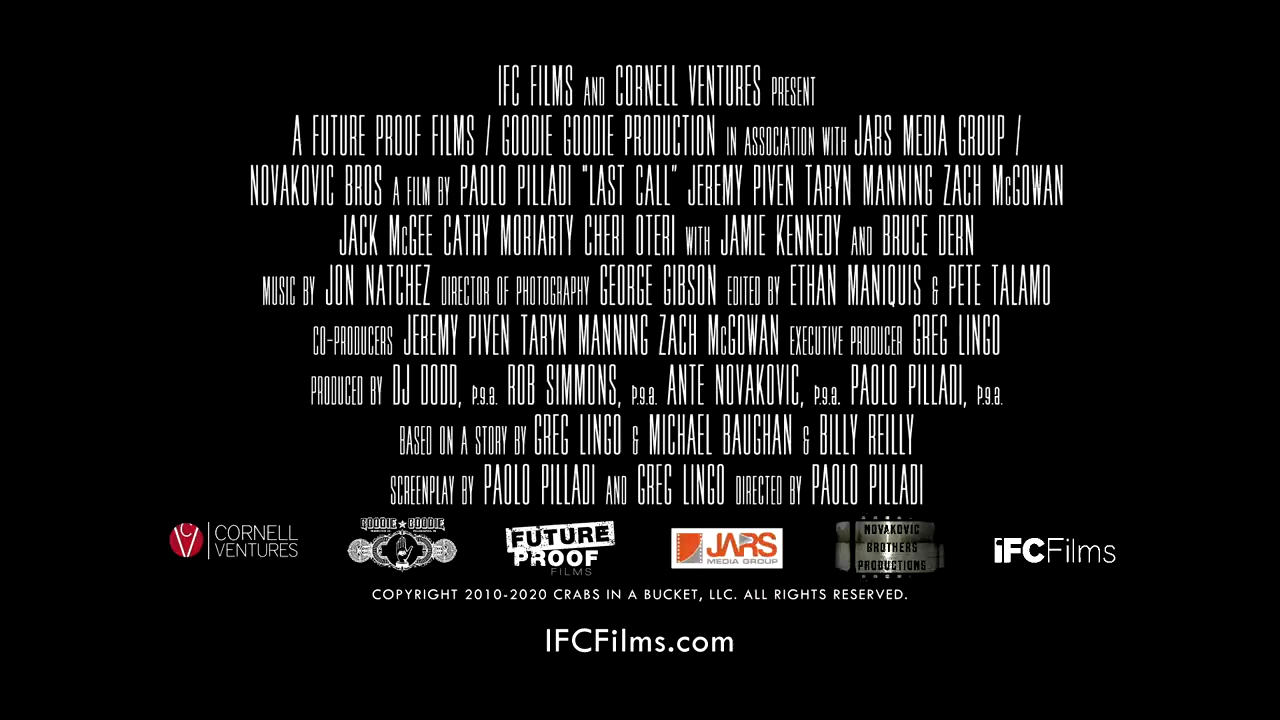 IFC FILMS AND CORNELL VENTURES PRESENT
A FUTURE PROOF FILMS / GOODIE GOODIE PRODUCTION IN ASSOCIATION WITH JARS MEDIA GROUP /
NOVAKOVIC BROS A FILM BY PAOLO PILLADI "LAST CALL" JEREMY PIVEN TARYN MANNING ZACH McGOWAN
JACK McGEE CATHY MORIARTY CHERI OTERI WITH JAMIE KENNEDY AND BRUCE DERN
MUSIC BY JON NATCHEZ DIRECTOR OF PHOTOGRAPHY GEORGE GIBSON EDITED BY ETHAN MANIQUIS & PETE TALAMO
CO-PRODUCERS JEREMY PIVEN TARYN MANNING ZACH McGOWAN EXECUTIVE PRODUCER GREG LINGO
PRODUCED BY DJ DODD, p.g.a. ROB SIMMONS, p.g.a. ANTE NOVAKOVIC, p.g.a. PAOLO PILLADI, p.g.a.
BASED ON A STORY BY GREG LINGO & MICHAEL BAUGHAN & BILLY REILLY
SCREENPLAY BY PAOLO PILLADI AND GREG LINGO DIRECTED BY PAOLO PILLADI
CORNELL
VENTURES
GOODIE GOODIE
FUTURE
PROOF
FILMS
JARS
MEDIA GROUP
NOVAKOVIC
BROTHERS
PRODUCTIONS
IFC Films
COPYRIGHT 2010-2020 CRABS IN A BUCKET, LLC. ALL RIGHTS RESERVED.
IFCFilms.com